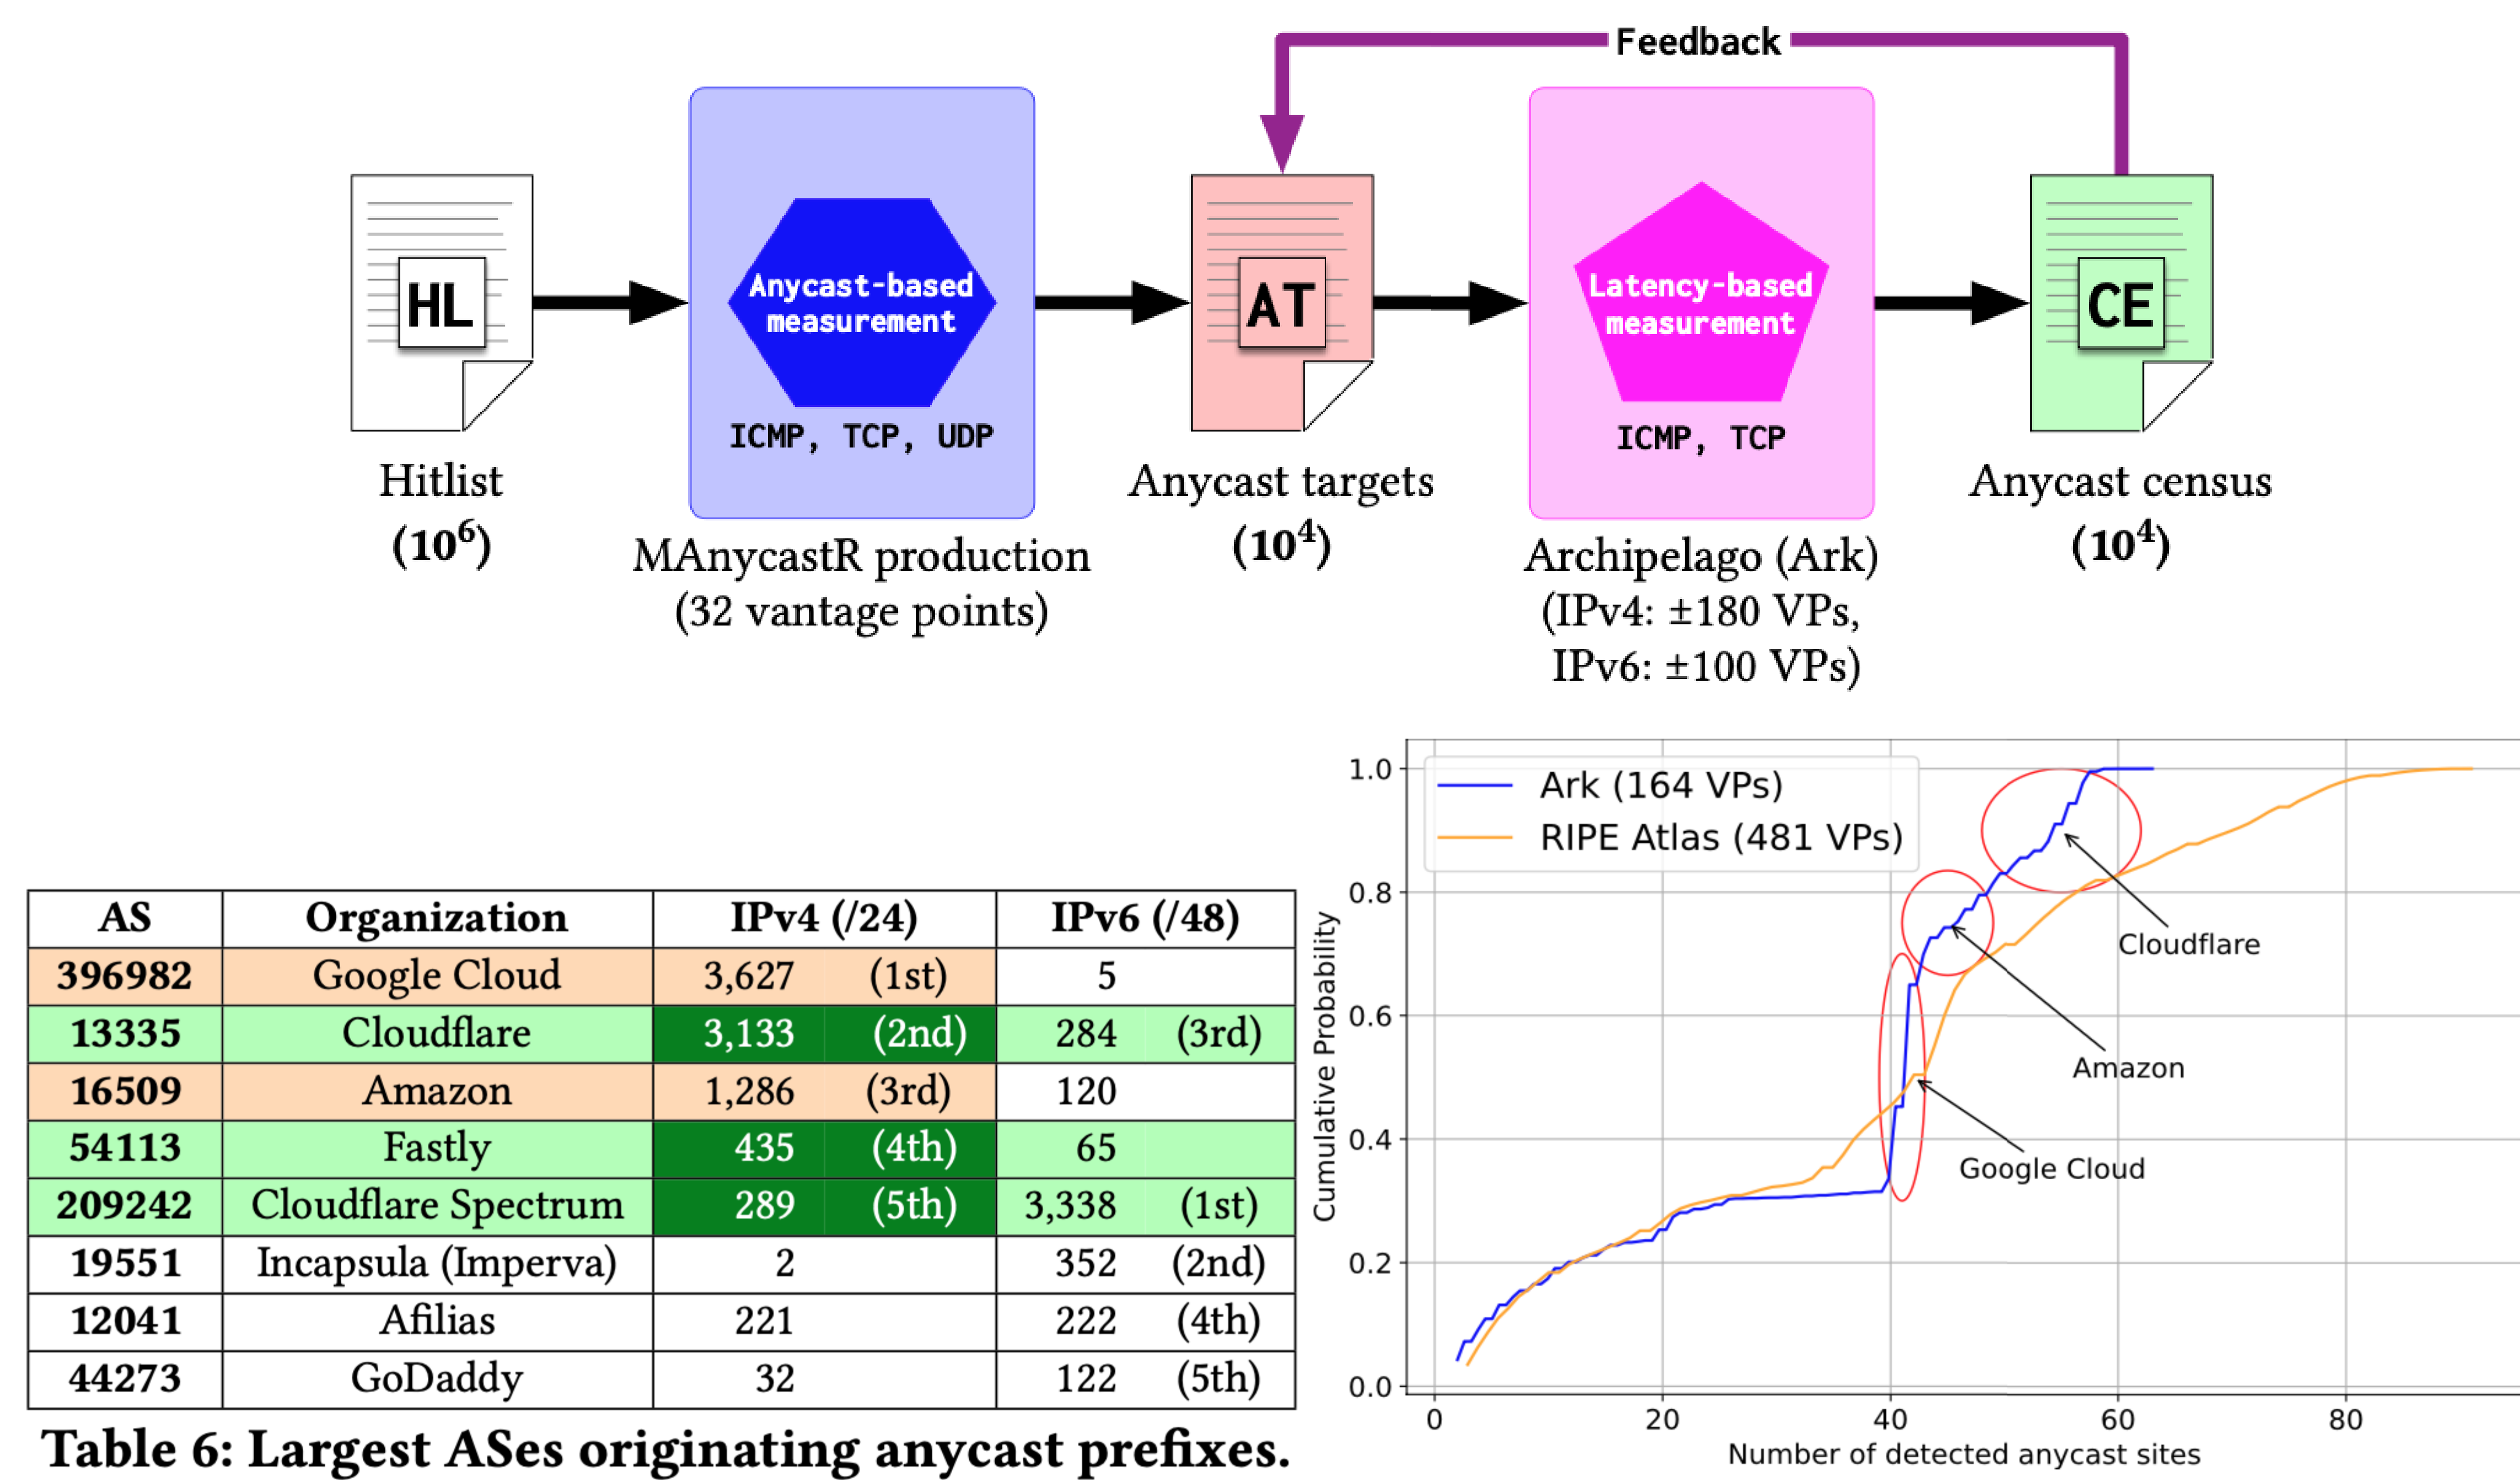 Feedback
HL
Anycast-based
measurement
ICMP, TCP, UDP
AT
Latency-based
measurement
ICMP, TCP
CE
Hitlist
(10⁶)
MAnycastR production
(32 vantage points)
Anycast targets
(10⁴)
Archipelago (Ark)
(IPv4: ±180 VPs,
IPv6: ±100 VPs)
Anycast census
(10⁴)
AS Organization IPv4 (/24) IPv6 (/48)
396982 Google Cloud 3,627 (1st) 5
13335 Cloudflare 3,133 (2nd) 284 (3rd)
16509 Amazon 1,286 (3rd) 120
54113 Fastly 435 (4th) 65
209242 Cloudflare Spectrum 289 (5th) 3,338 (1st)
19551 Incapsula (Imperva) 2 352 (2nd)
12041 Afilias 221 222 (4th)
44273 GoDaddy 32 122 (5th)
Table 6: Largest ASes originating anycast prefixes.
Ark (164 VPs)
RIPE Atlas (481 VPs)
Cloudflare
Amazon
Google Cloud
Cumulative Probability
1.0
0.8
0.6
0.4
0.2
0.0
0 20 40 60 80
Number of detected anycast sites